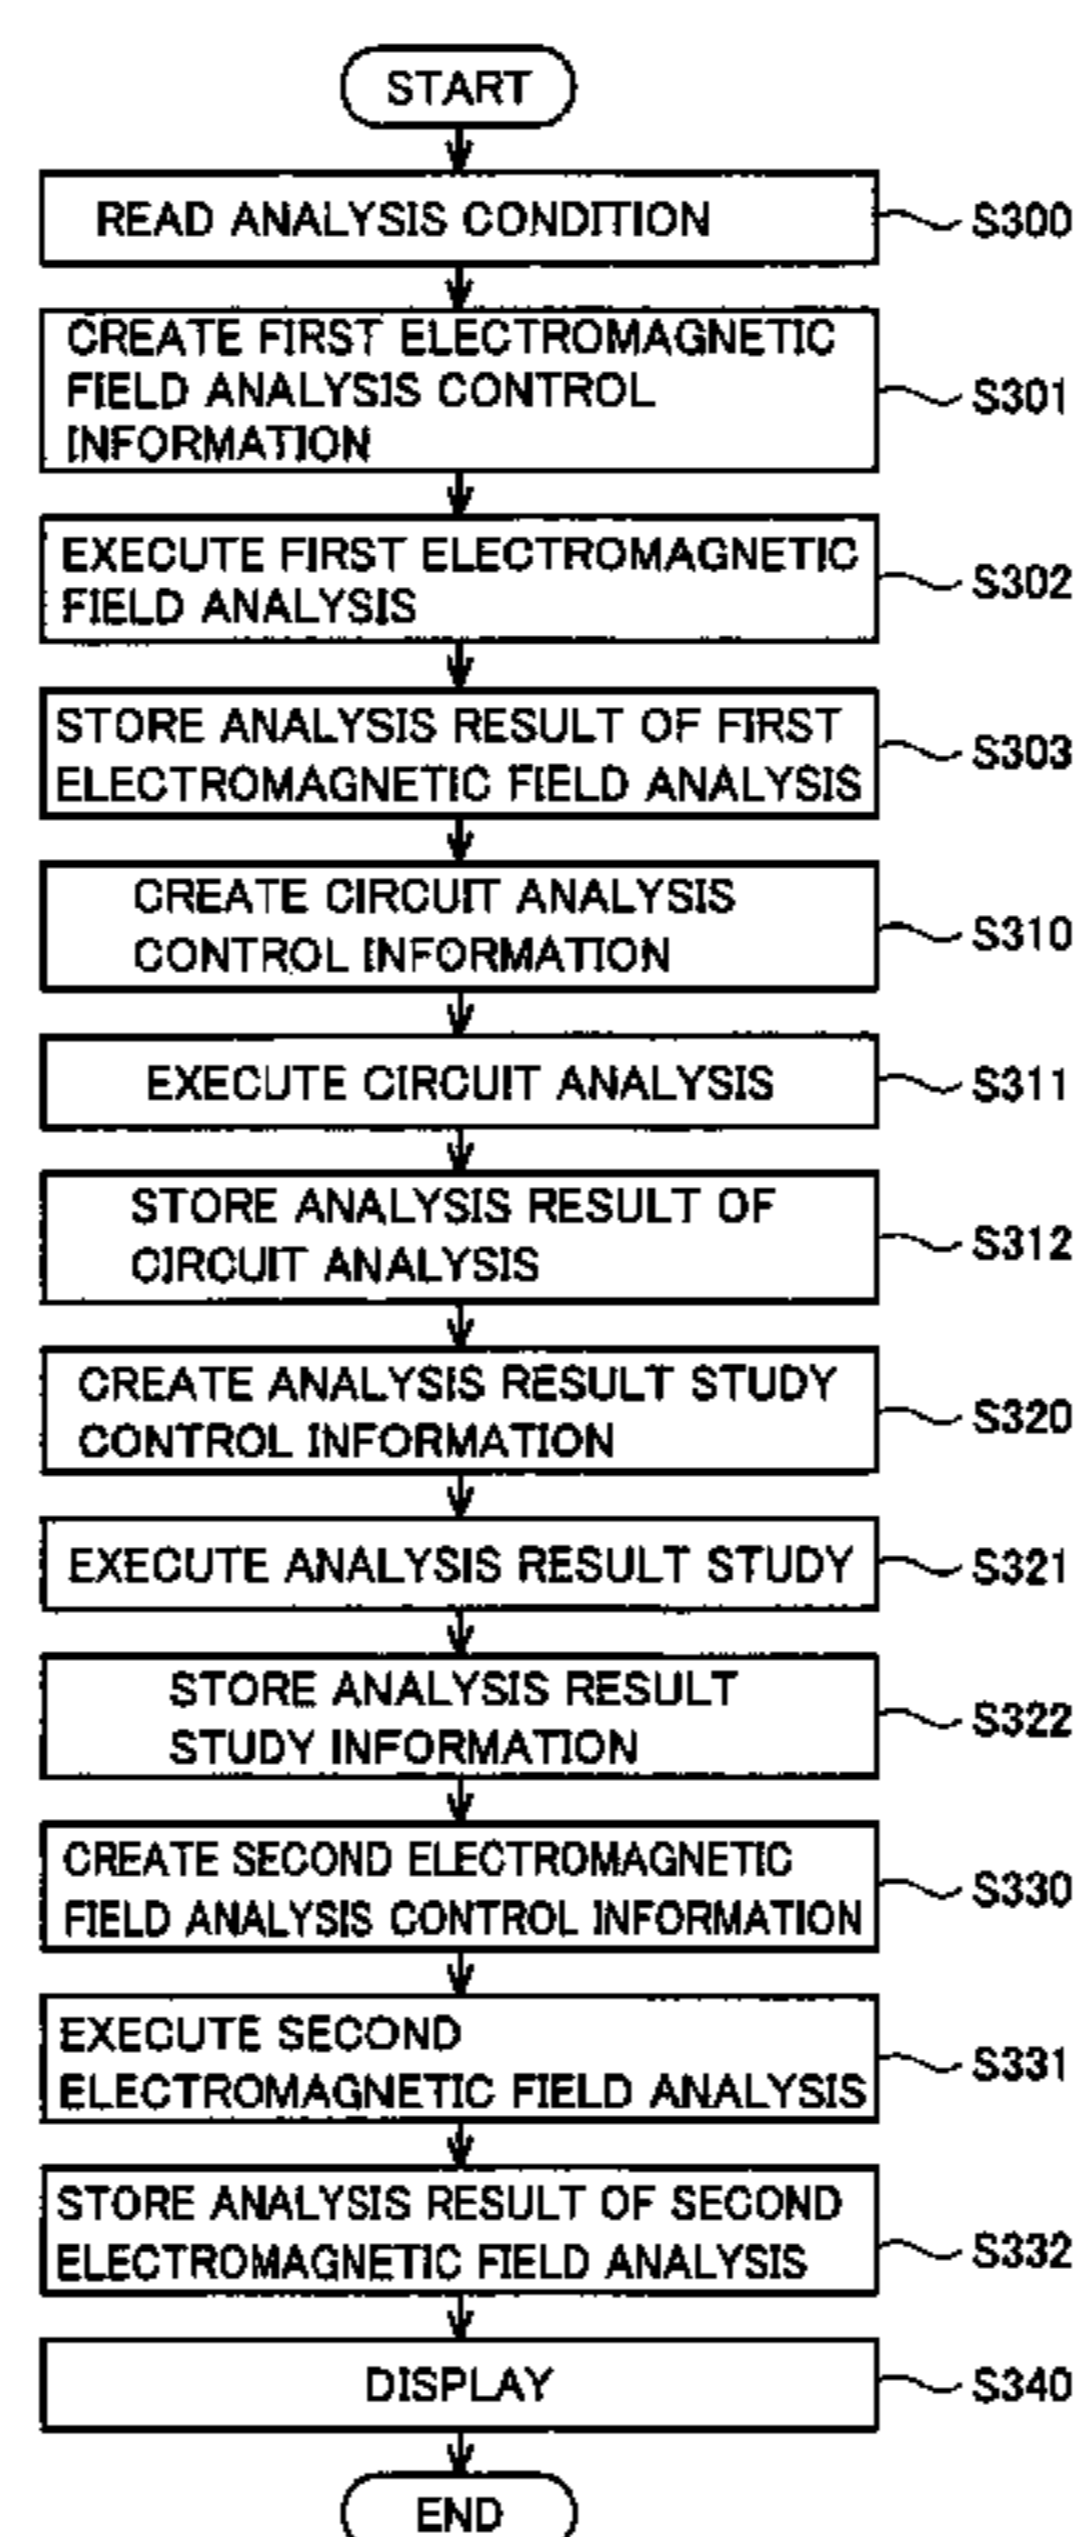 START
READ ANALYSIS CONDITION
S300
CREATE FIRST ELECTROMAGNETIC
FIELD ANALYSIS CONTROL
INFORMATION
S301
EXECUTE FIRST ELECTROMAGNETIC
FIELD ANALYSIS
S302
STORE ANALYSIS RESULT OF FIRST
ELECTROMAGNETIC FIELD ANALYSIS
S303
CREATE CIRCUIT ANALYSIS
CONTROL INFORMATION
S310
EXECUTE CIRCUIT ANALYSIS
S311
STORE ANALYSIS RESULT OF
CIRCUIT ANALYSIS
S312
CREATE ANALYSIS RESULT STUDY
CONTROL INFORMATION
S320
EXECUTE ANALYSIS RESULT STUDY
S321
STORE ANALYSIS RESULT
STUDY INFORMATION
S322
CREATE SECOND ELECTROMAGNETIC
FIELD ANALYSIS CONTROL INFORMATION
S330
EXECUTE SECOND
ELECTROMAGNETIC FIELD ANALYSIS
S331
STORE ANALYSIS RESULT OF SECOND
ELECTROMAGNETIC FIELD ANALYSIS
S332
DISPLAY
S340
END